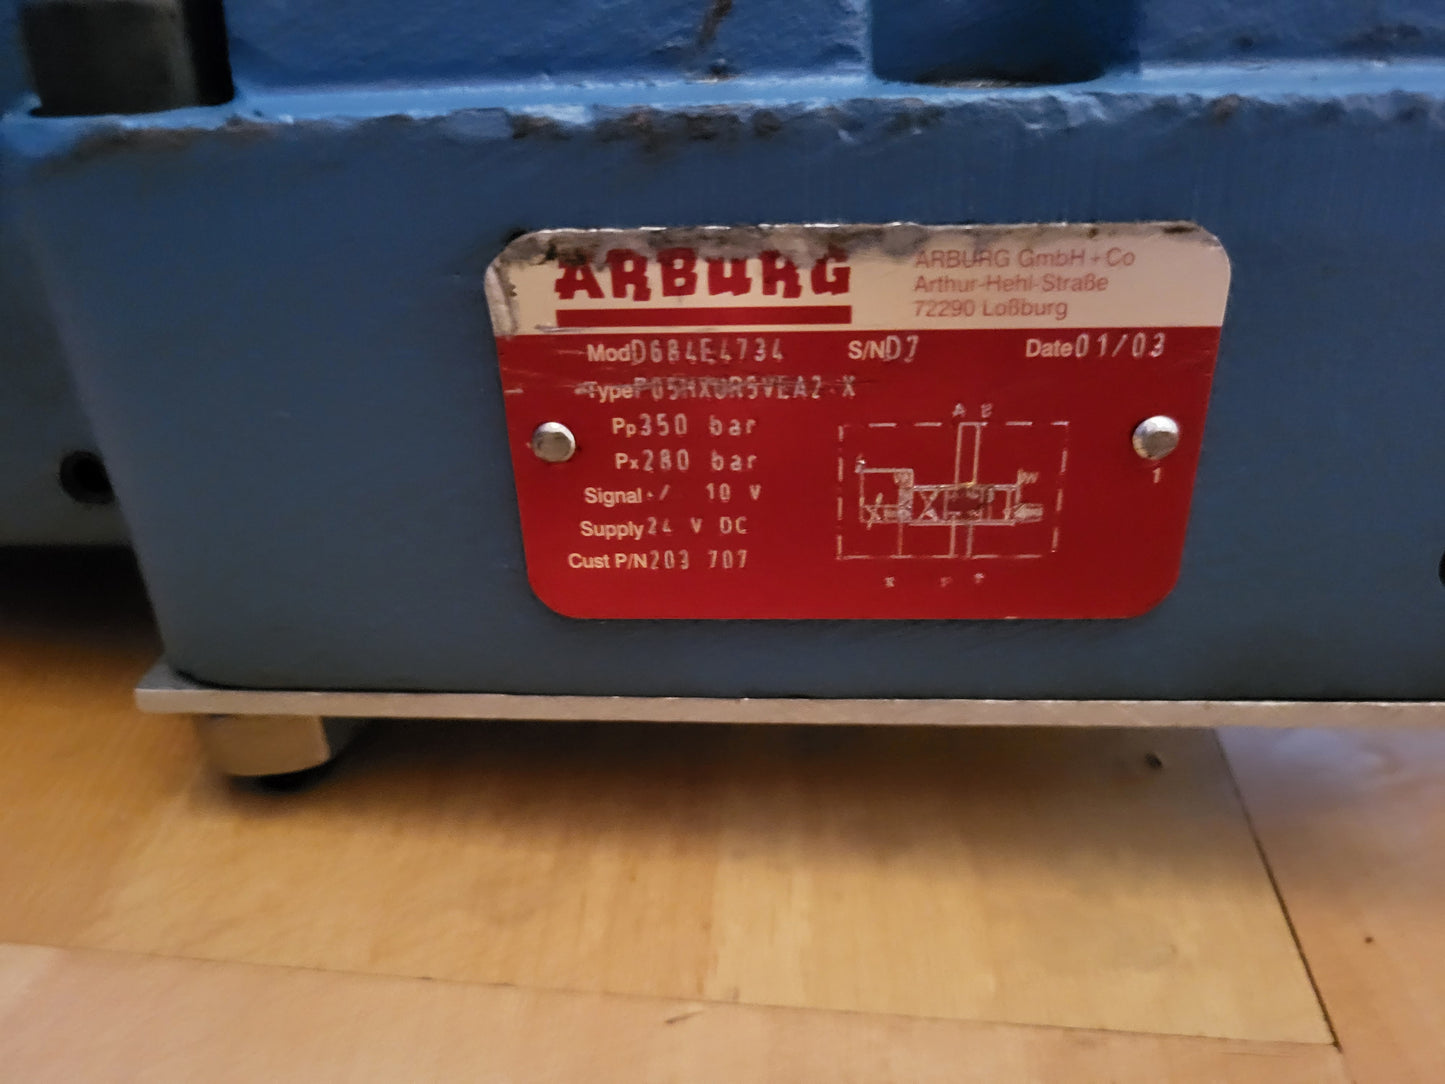 ARBURG
ARBURG GmbH + Co
Arthur-Hehl-Straße
72290 Loßburg
Mod D684E4734 S/N D7 Date 01/03
Type
Pp 350 bar
Px 280 bar
Signal +/- 10 V
Supply 24 V DC
Cust P/N 203 707
A B
1